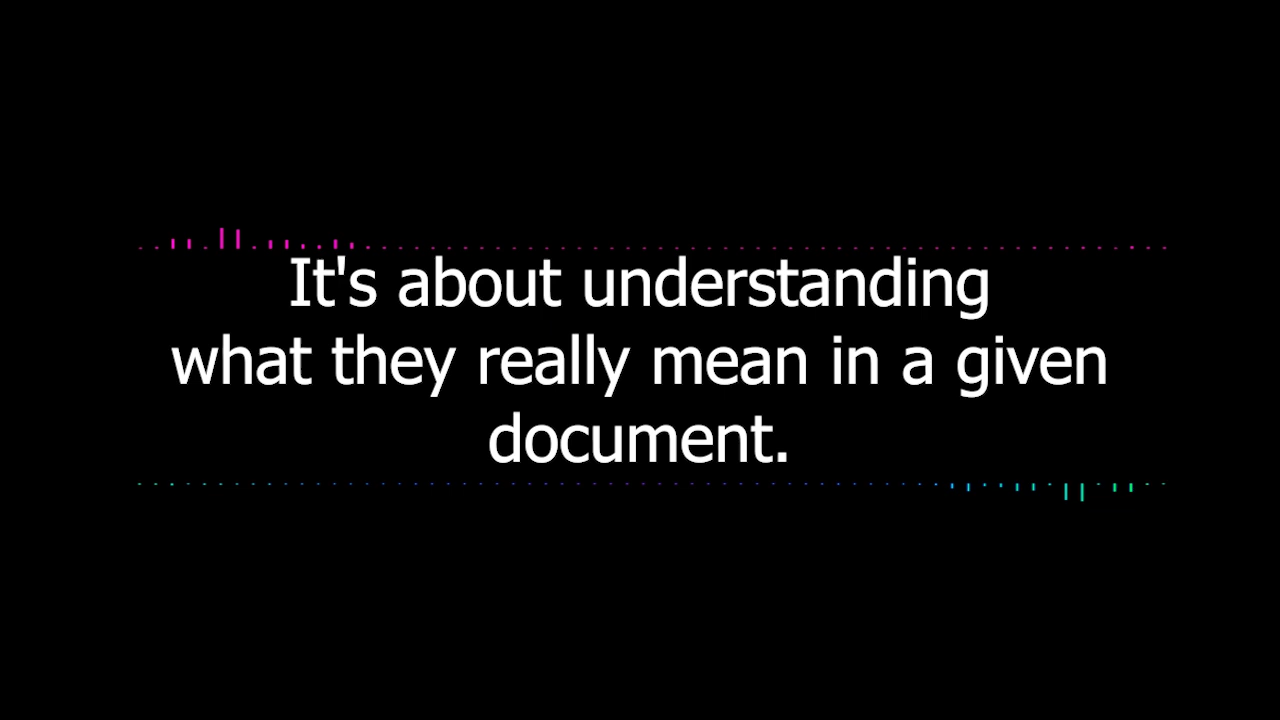 It's about understanding
what they really mean in a given
document.